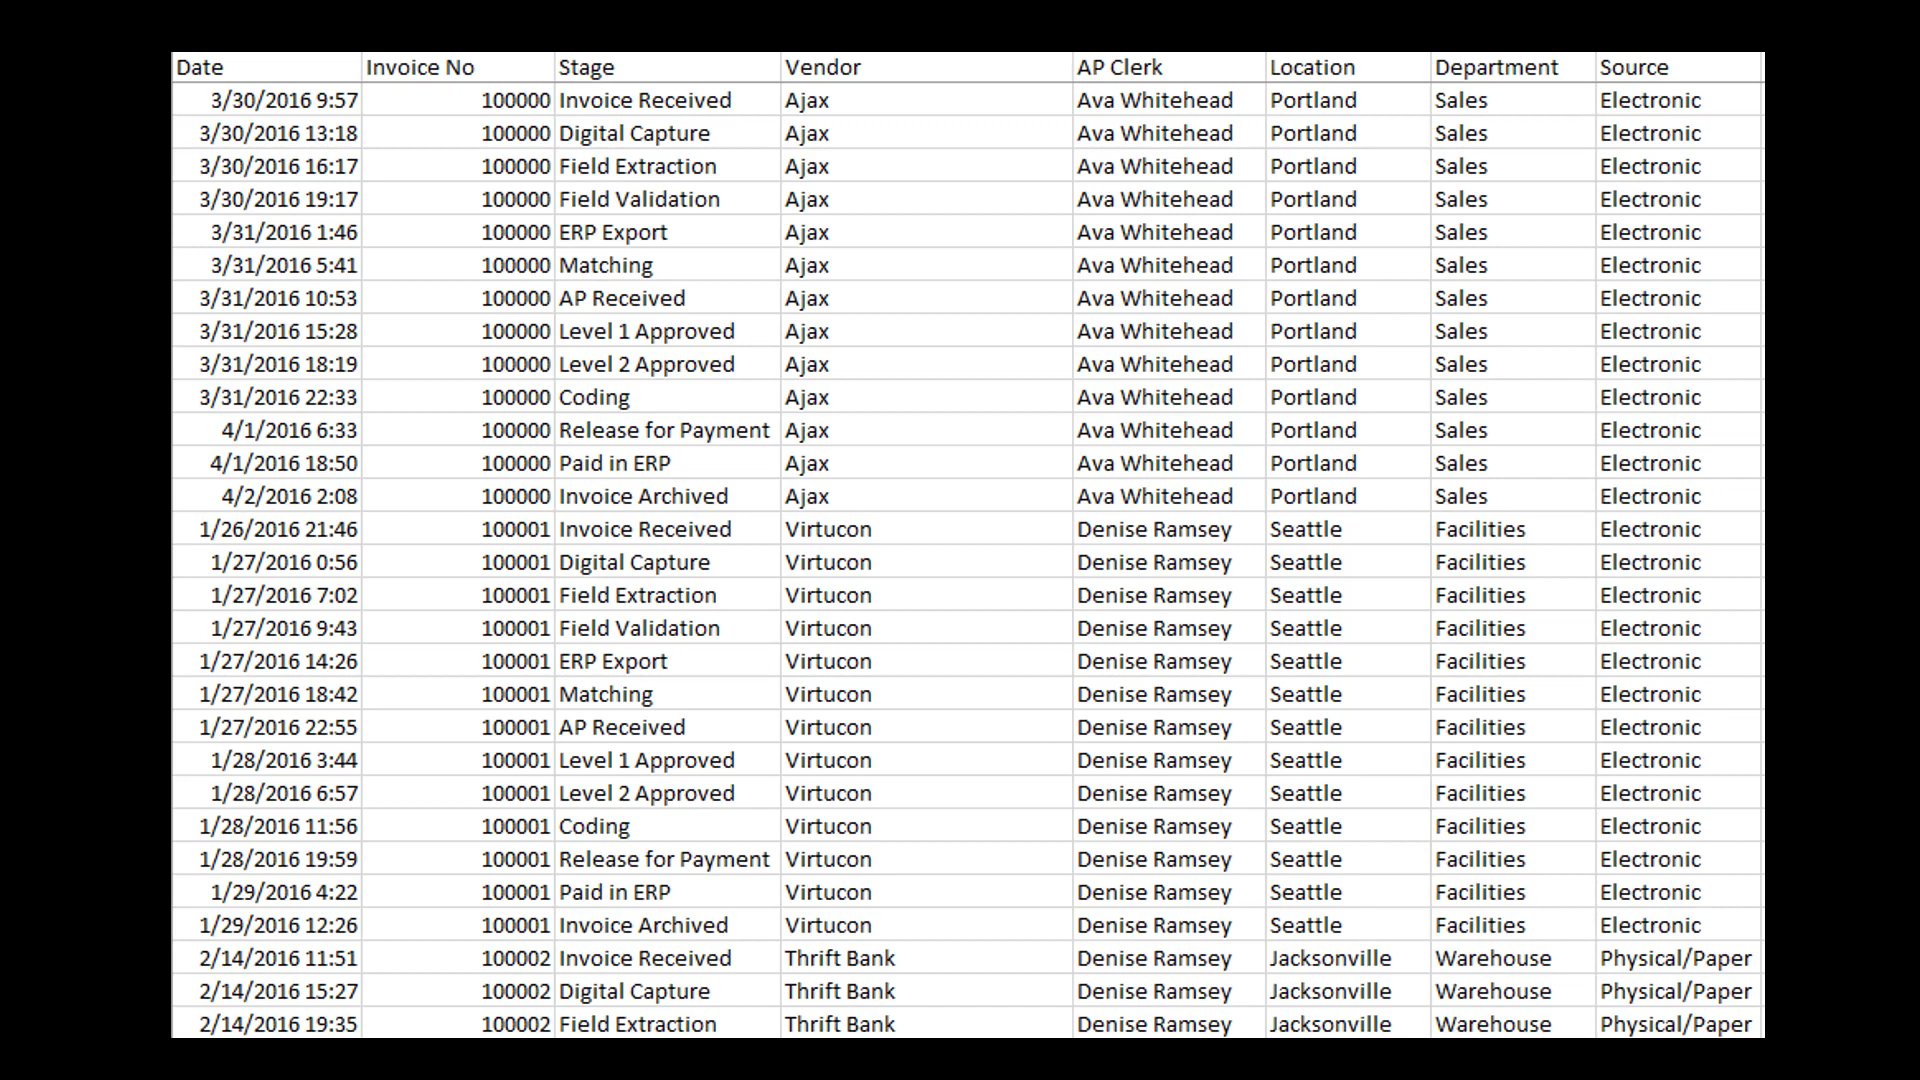 Date Invoice No Stage Vendor AP Clerk Location Department Source
3/30/2016 9:57 100000 Invoice Received Ajax Ava Whitehead Portland Sales Electronic
3/30/2016 13:18 100000 Digital Capture Ajax Ava Whitehead Portland Sales Electronic
3/30/2016 16:17 100000 Field Extraction Ajax Ava Whitehead Portland Sales Electronic
3/30/2016 19:17 100000 Field Validation Ajax Ava Whitehead Portland Sales Electronic
3/31/2016 1:46 100000 ERP Export Ajax Ava Whitehead Portland Sales Electronic
3/31/2016 5:41 100000 Matching Ajax Ava Whitehead Portland Sales Electronic
3/31/2016 10:53 100000 AP Received Ajax Ava Whitehead Portland Sales Electronic
3/31/2016 15:28 100000 Level 1 Approved Ajax Ava Whitehead Portland Sales Electronic
3/31/2016 18:19 100000 Level 2 Approved Ajax Ava Whitehead Portland Sales Electronic
3/31/2016 22:33 100000 Coding Ajax Ava Whitehead Portland Sales Electronic
4/1/2016 6:33 100000 Release for Payment Ajax Ava Whitehead Portland Sales Electronic
4/1/2016 18:50 100000 Paid in ERP Ajax Ava Whitehead Portland Sales Electronic
4/2/2016 2:08 100000 Invoice Archived Ajax Ava Whitehead Portland Sales Electronic
1/26/2016 21:46 100001 Invoice Received Virtucon Denise Ramsey Seattle Facilities Electronic
1/27/2016 0:56 100001 Digital Capture Virtucon Denise Ramsey Seattle Facilities Electronic
1/27/2016 7:02 100001 Field Extraction Virtucon Denise Ramsey Seattle Facilities Electronic
1/27/2016 9:43 100001 Field Validation Virtucon Denise Ramsey Seattle Facilities Electronic
1/27/2016 14:26 100001 ERP Export Virtucon Denise Ramsey Seattle Facilities Electronic
1/27/2016 18:42 100001 Matching Virtucon Denise Ramsey Seattle Facilities Electronic
1/27/2016 22:55 100001 AP Received Virtucon Denise Ramsey Seattle Facilities Electronic
1/28/2016 3:44 100001 Level 1 Approved Virtucon Denise Ramsey Seattle Facilities Electronic
1/28/2016 6:57 100001 Level 2 Approved Virtucon Denise Ramsey Seattle Facilities Electronic
1/28/2016 11:56 100001 Coding Virtucon Denise Ramsey Seattle Facilities Electronic
1/28/2016 19:59 100001 Release for Payment Virtucon Denise Ramsey Seattle Facilities Electronic
1/29/2016 4:22 100001 Paid in ERP Virtucon Denise Ramsey Seattle Facilities Electronic
1/29/2016 12:26 100001 Invoice Archived Virtucon Denise Ramsey Seattle Facilities Electronic
2/14/2016 11:51 100002 Invoice Received Thrift Bank Denise Ramsey Jacksonville Warehouse Physical/Paper
2/14/2016 15:27 100002 Digital Capture Thrift Bank Denise Ramsey Jacksonville Warehouse Physical/Paper
2/14/2016 19:35 100002 Field Extraction Thrift Bank Denise Ramsey Jacksonville Warehouse Physical/Paper